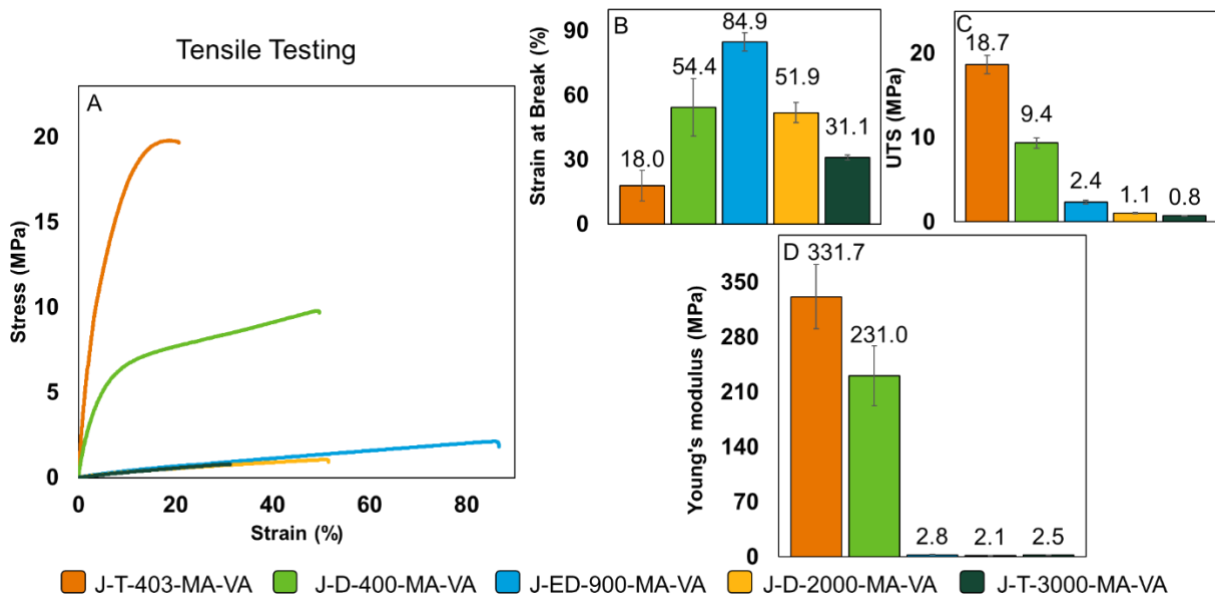 Tensile Testing
A
Stress (MPa)
20
15
10
5
0
0 20 40 60 80
Strain (%)
B
Strain at Break (%)
90
60
30
0
18.0
54.4
84.9
51.9
31.1
C
UTS (MPa)
20
10
0
18.7
9.4
2.4
1.1
0.8
D
Young's modulus (MPa)
350
280
210
140
70
0
331.7
231.0
2.8
2.1
2.5
J-T-403-MA-VA J-D-400-MA-VA J-ED-900-MA-VA J-D-2000-MA-VA J-T-3000-MA-VA